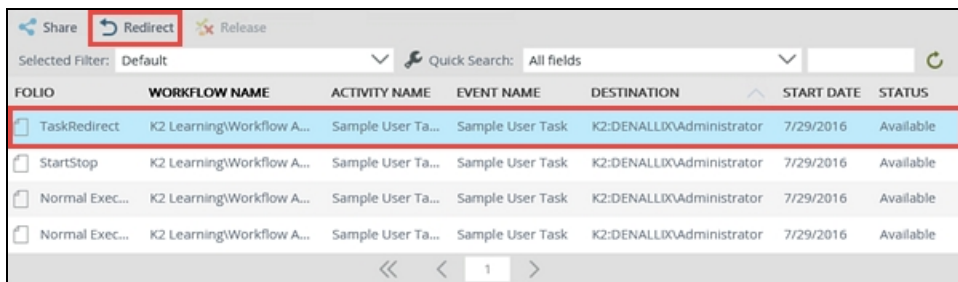 Share Redirect Release
Selected Filter: Default Quick Search: All fields
FOLIO WORKFLOW NAME ACTIVITY NAME EVENT NAME DESTINATION START DATE STATUS
TaskRedirect K2 Learning\Workflow A... Sample User Ta... Sample User Task K2:DENALLIX\Administrator 7/29/2016 Available
StartStop K2 Learning\Workflow A... Sample User Ta... Sample User Task K2:DENALLIX\Administrator 7/29/2016 Available
Normal Exec... K2 Learning\Workflow A... Sample User Ta... Sample User Task K2:DENALLIX\Administrator 7/29/2016 Available
Normal Exec... K2 Learning\Workflow A... Sample User Ta... Sample User Task K2:DENALLIX\Administrator 7/29/2016 Available
1